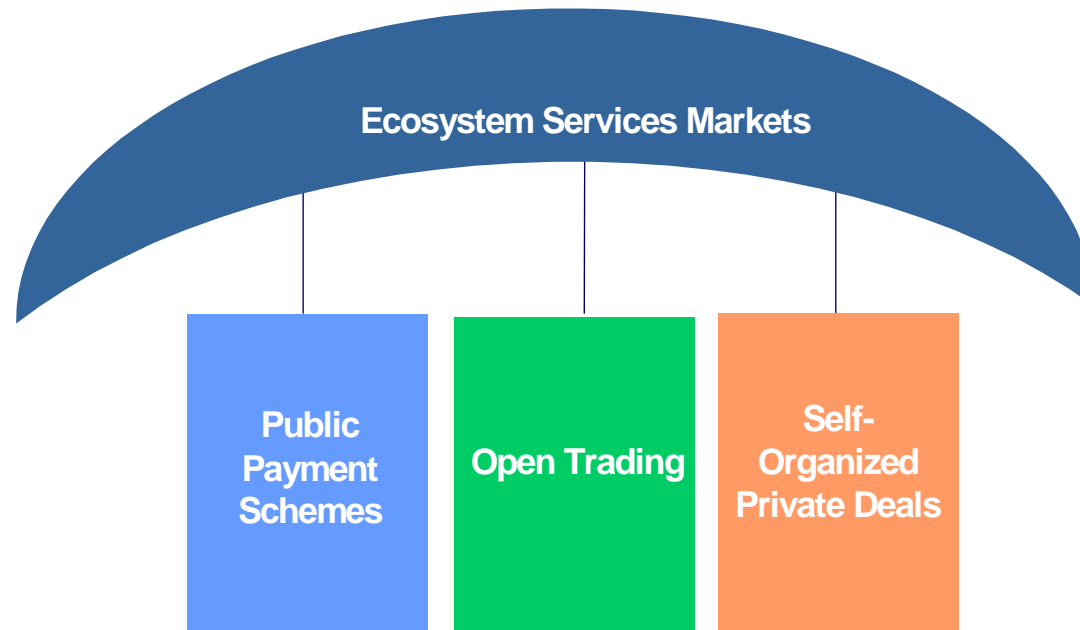 Ecosystem Services Markets
Public
Payment
Schemes
Open Trading
Self-
Organized
Private Deals